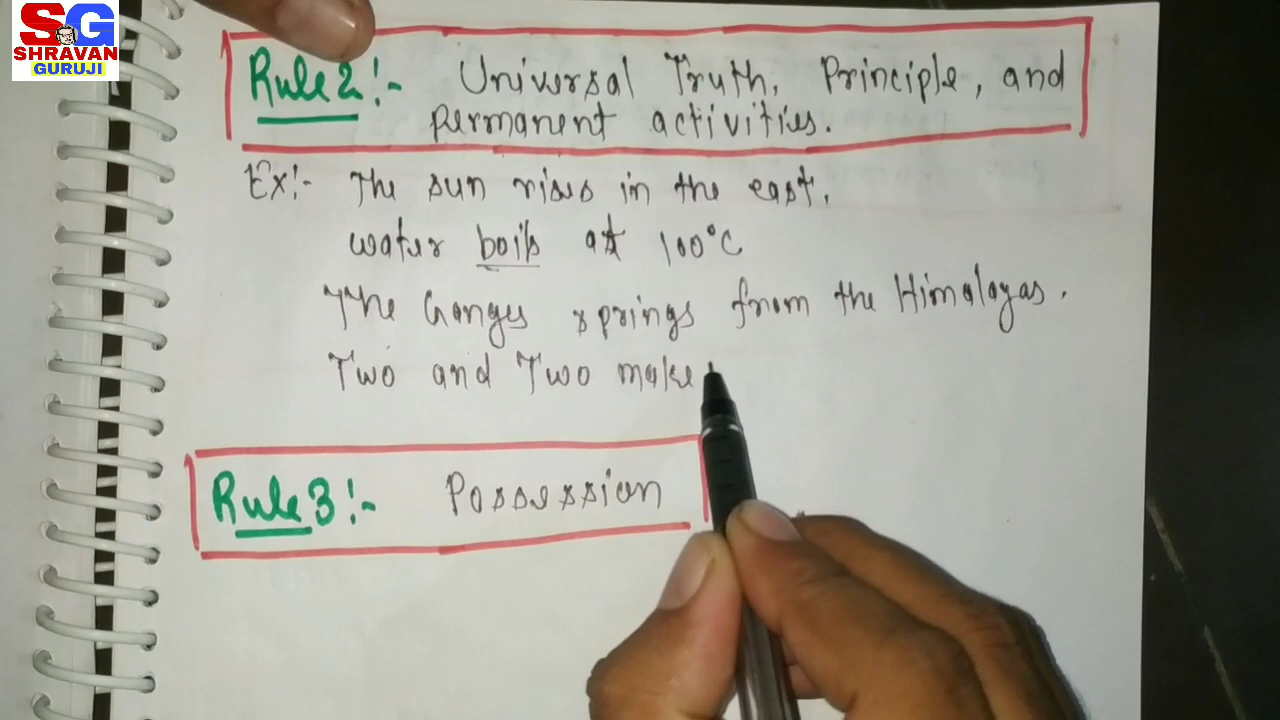 SG
SHRAVAN
GURUJI
Rule 2:- Universal Truth, Principle, and
Permanent activities.
Ex:- The sun rises in the east.
Water boils at 100°C
The Ganges springs from the Himalayas.
Two and Two make
Rule 3:- Possession